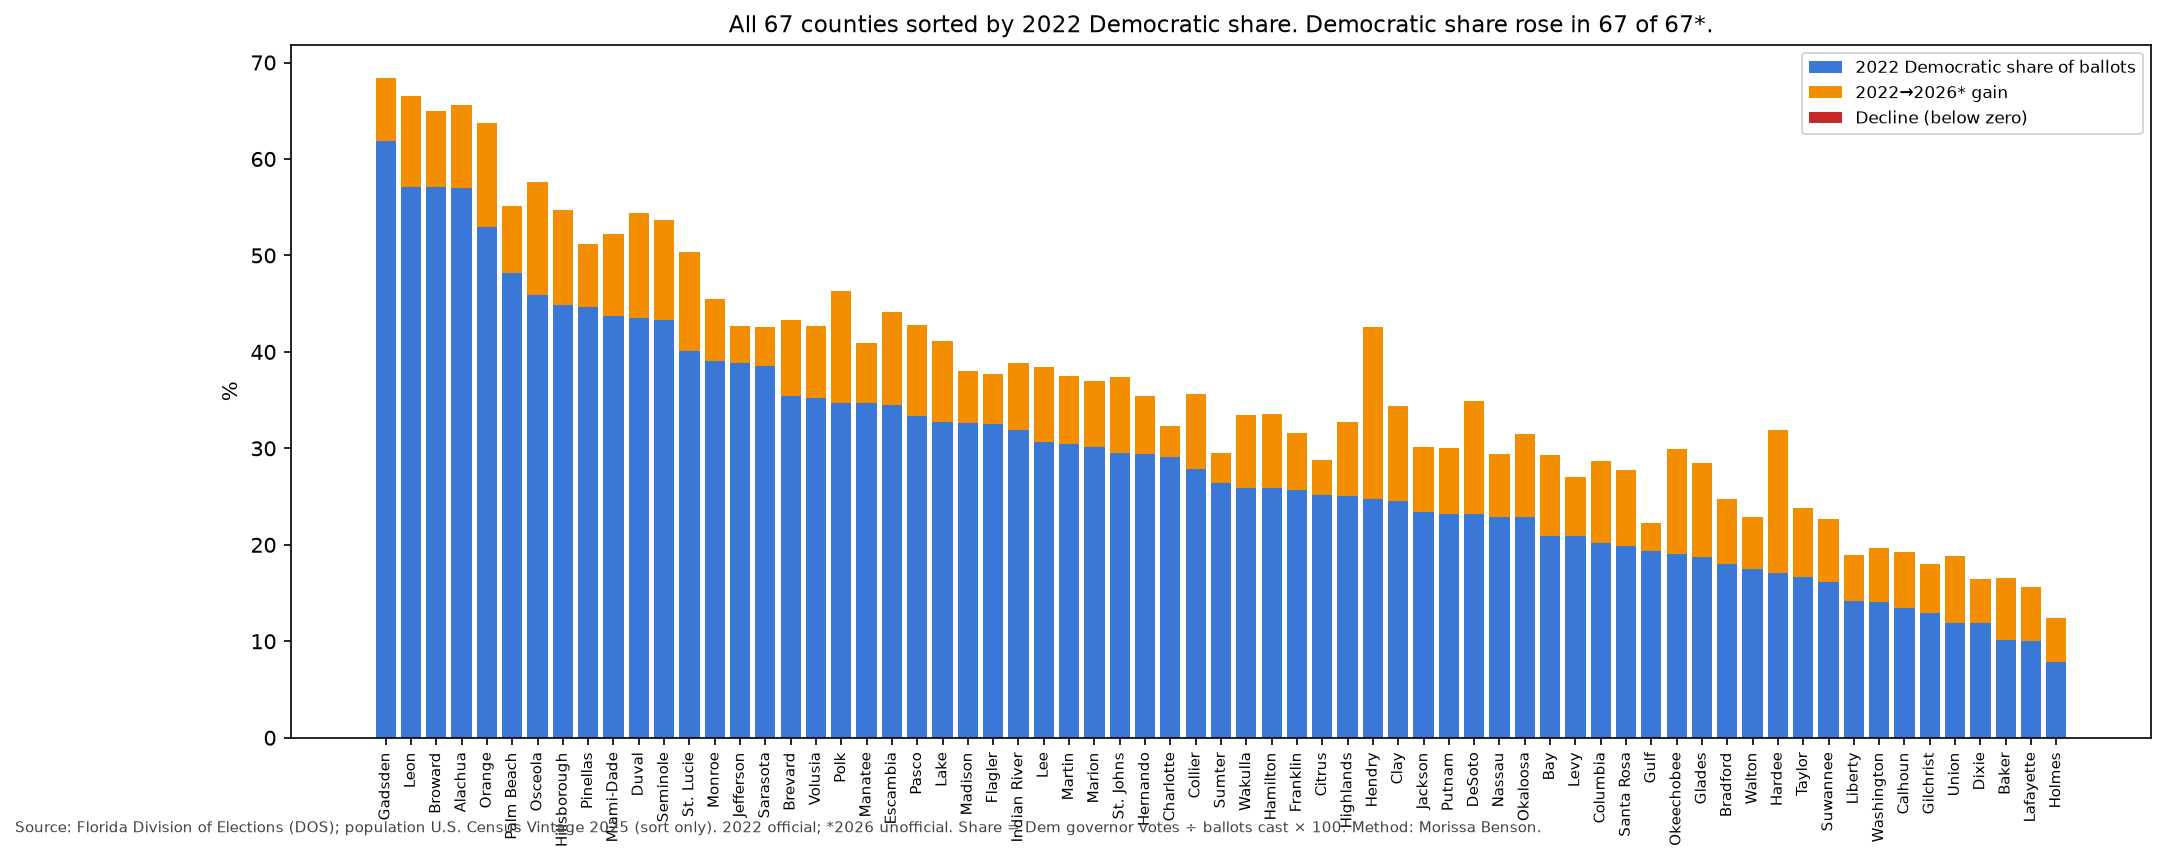 All 67 counties sorted by 2022 Democratic share. Democratic share rose in 67 of 67*.
2022 Democratic share of ballots
2022→2026* gain
Decline (below zero)
%
70
60
50
40
30
20
10
0
Gadsden
Leon
Broward
Alachua
Orange
Palm Beach
Osceola
Hillsborough
Pinellas
Miami-Dade
Duval
Seminole
St. Lucie
Monroe
Jefferson
Sarasota
Brevard
Volusia
Polk
Manatee
Escambia
Pasco
Lake
Madison
Flagler
Indian River
Lee
Martin
Marion
St. Johns
Hernando
Charlotte
Collier
Sumter
Wakulla
Hamilton
Franklin
Citrus
Highlands
Hendry
Clay
Jackson
Putnam
DeSoto
Nassau
Okaloosa
Bay
Levy
Columbia
Santa Rosa
Gulf
Okeechobee
Glades
Bradford
Walton
Hardee
Taylor
Suwannee
Liberty
Washington
Calhoun
Gilchrist
Union
Dixie
Baker
Lafayette
Holmes
Source: Florida Division of Elections (DOS); population U.S. Census Vintage 2025 (sort only). 2022 official; *2026 unofficial. Share = Dem governor votes ÷ ballots cast × 100. Method: Morissa Benson.